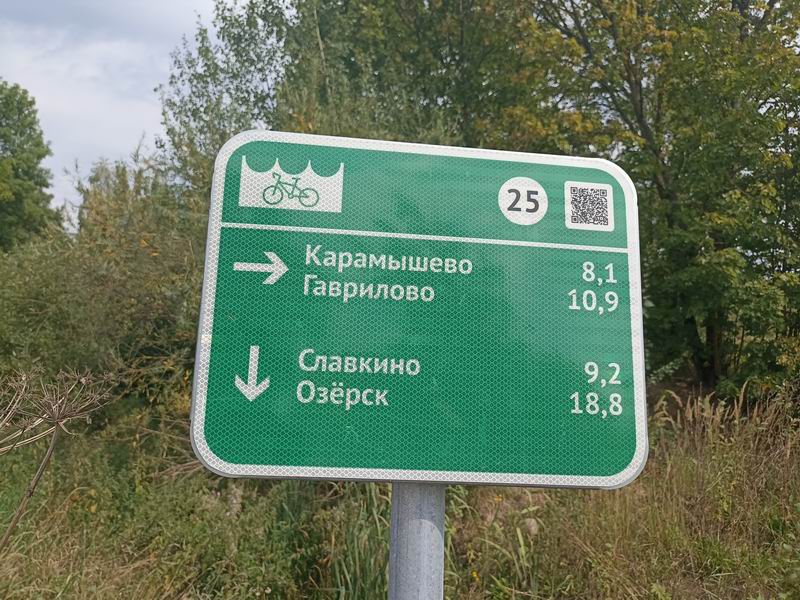 25
Карамышево 8,1
Гаврилово 10,9
Славкино 9,2
Озёрск 18,8